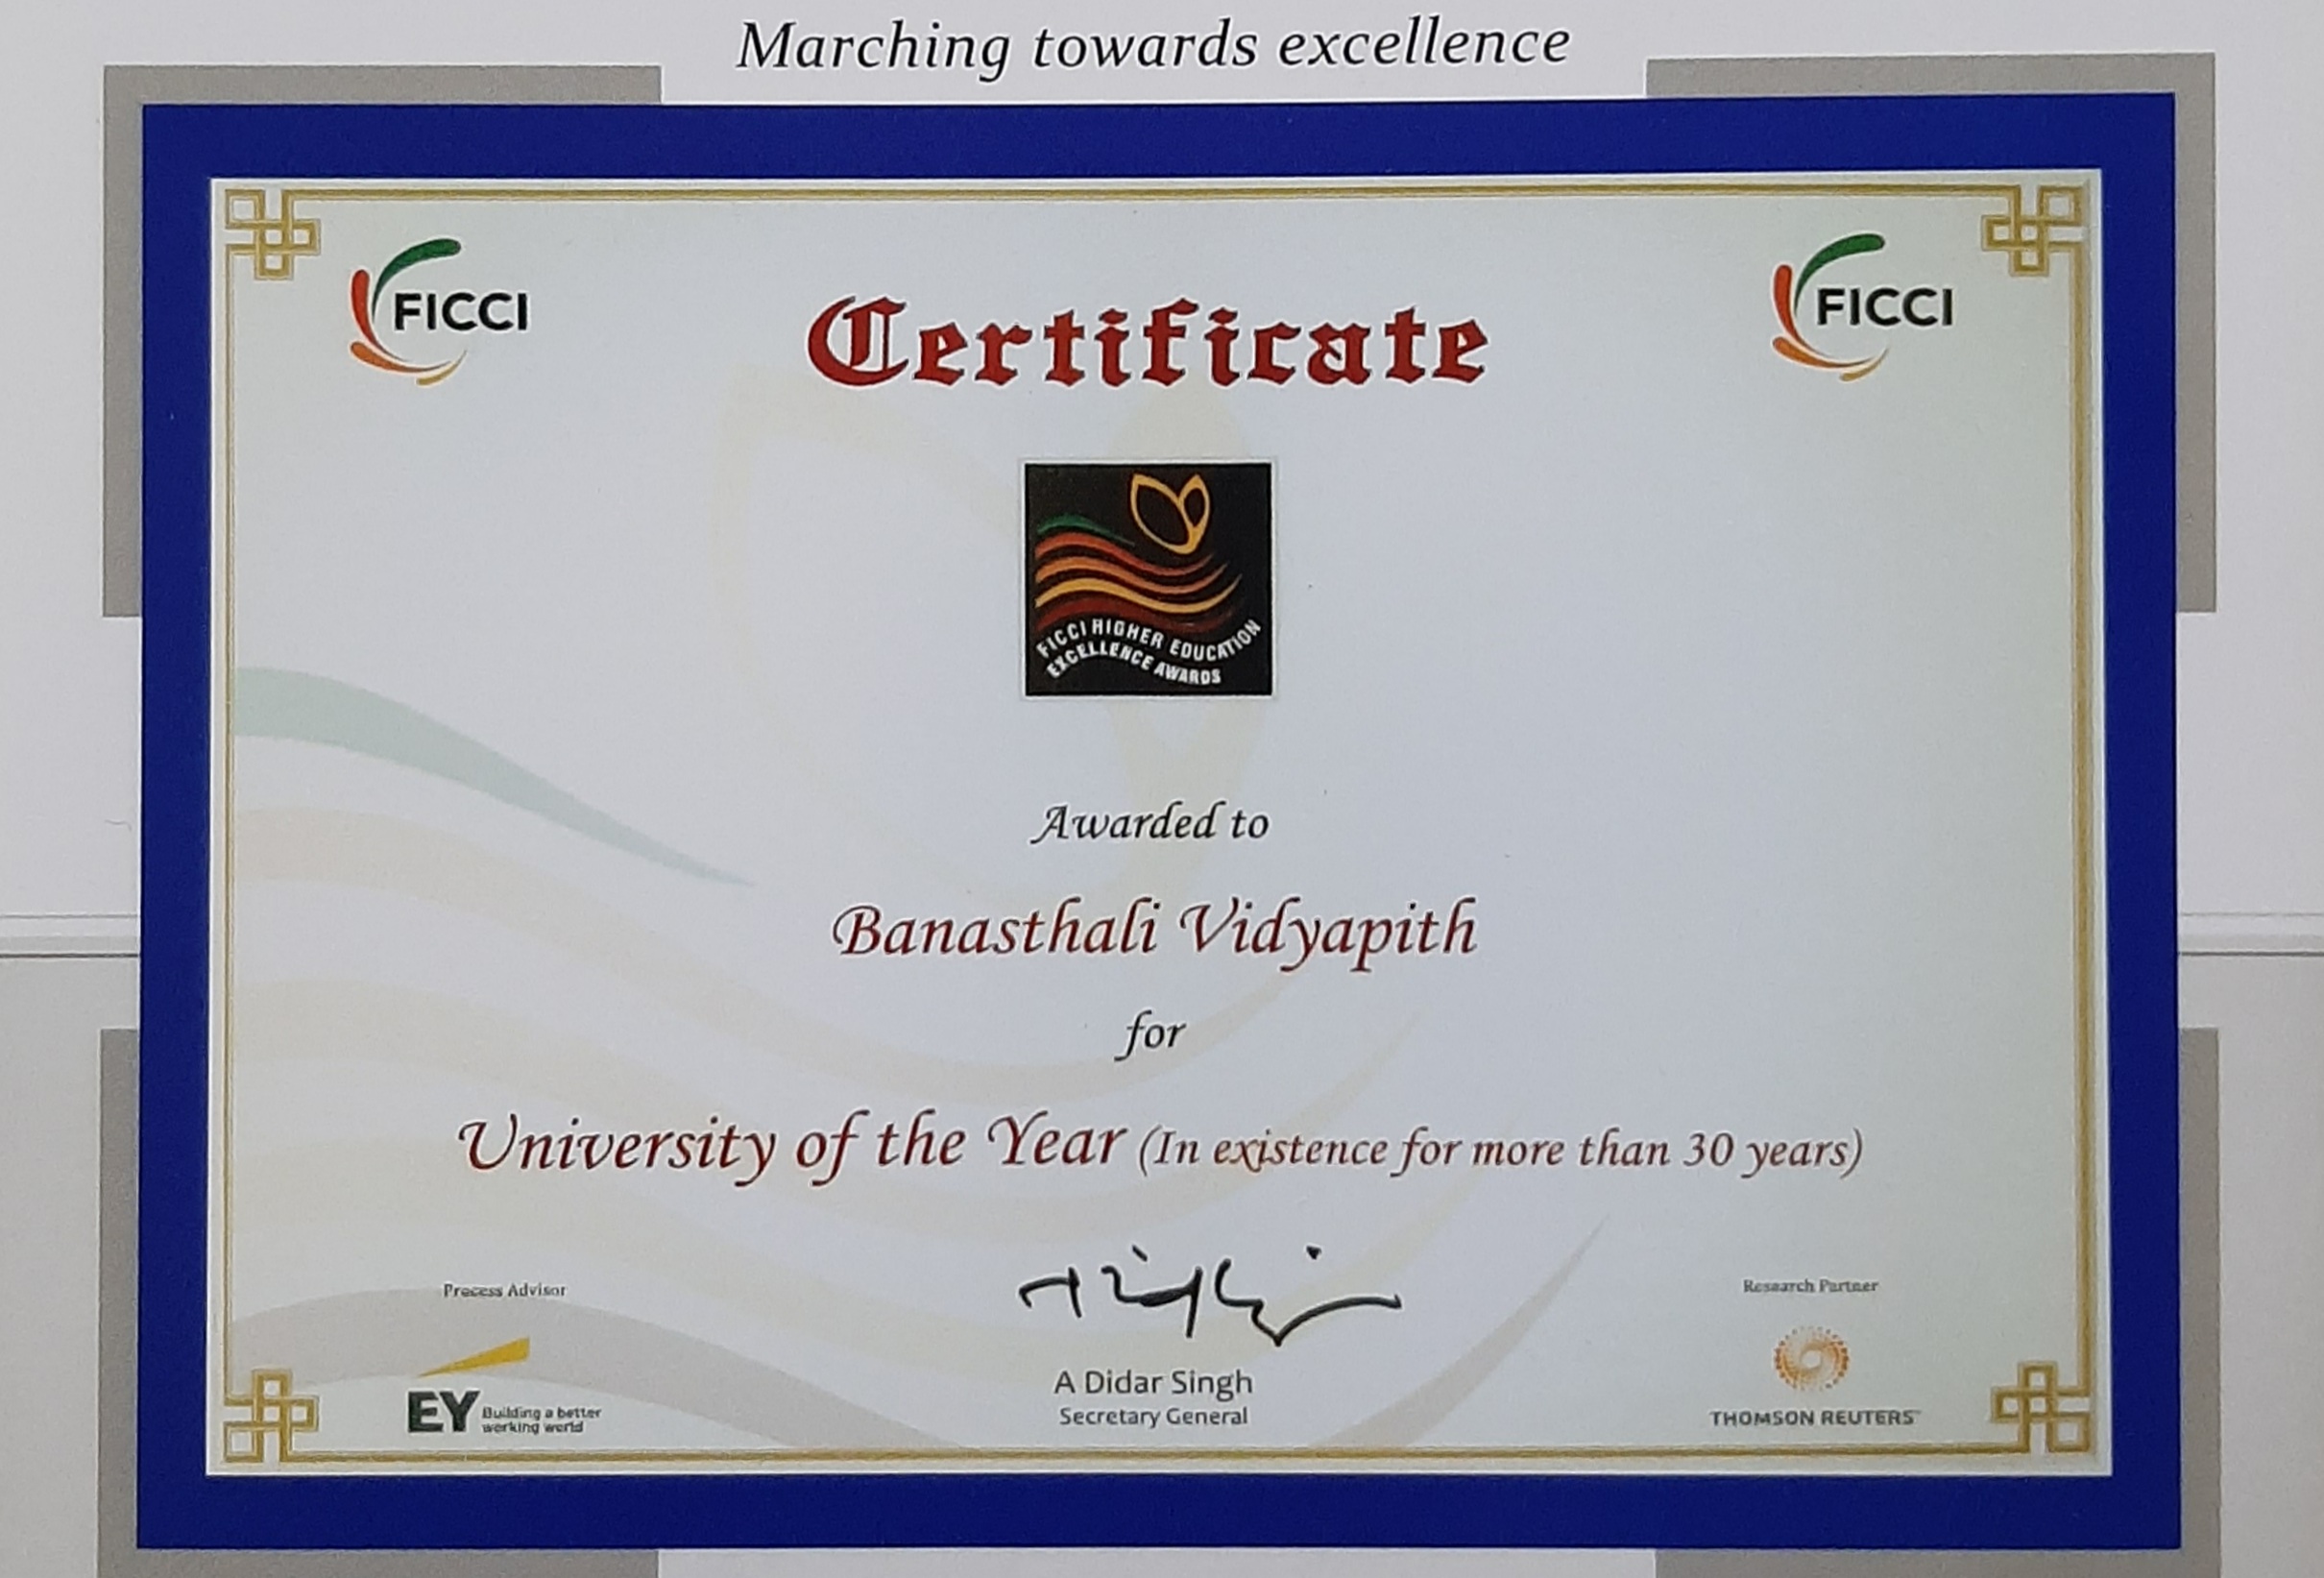 Marching towards excellence
FICCI
FICCI
Certificate
FICCI HIGHER EDUCATION
EXCELLENCE AWARDS
Awarded to
Banasthali Vidyapith
for
University of the Year (In existence for more than 30 years)
Process Advisor
EY Building a better
working world
A Didar Singh
Secretary General
Research Partner
THOMSON REUTERS